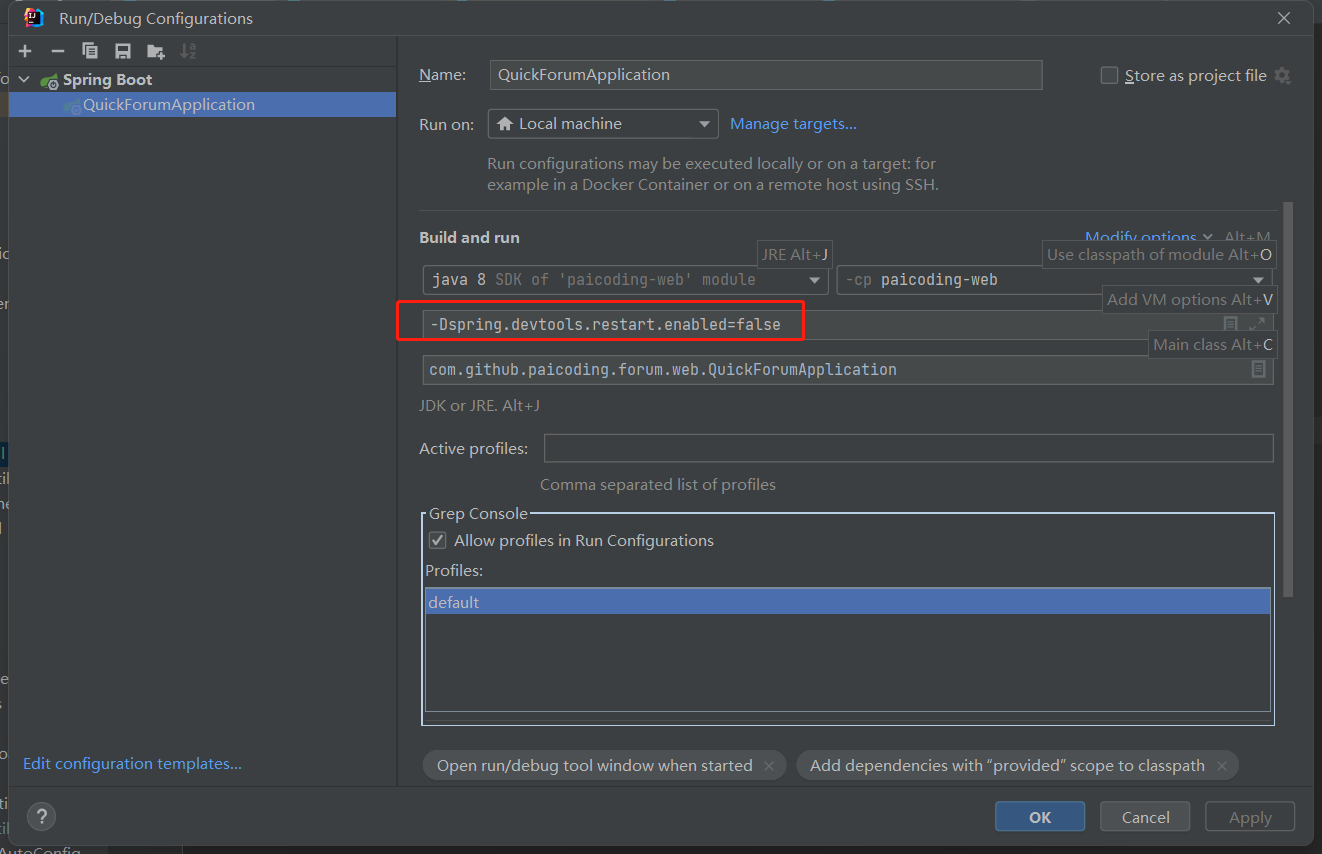 Run/Debug Configurations
Spring Boot
QuickForumApplication
Edit configuration templates...
Name: QuickForumApplication Store as project file
Run on: Local machine Manage targets...
Run configurations may be executed locally or on a target: for
example in a Docker Container or on a remote host using SSH.
Build and run Modify options Alt+M
JRE Alt+J Use classpath of module Alt+O
java 8 SDK of 'paicoding-web' module -cp paicoding-web
Add VM options Alt+V
-Dspring.devtools.restart.enabled=false
Main class Alt+C
com.github.paicoding.forum.web.QuickForumApplication
JDK or JRE. Alt+J
Active profiles:
Comma separated list of profiles
Grep Console
Allow profiles in Run Configurations
Profiles:
default
Open run/debug tool window when started × Add dependencies with “provided” scope to classpath ×
? OK Cancel Apply
AutoConfig